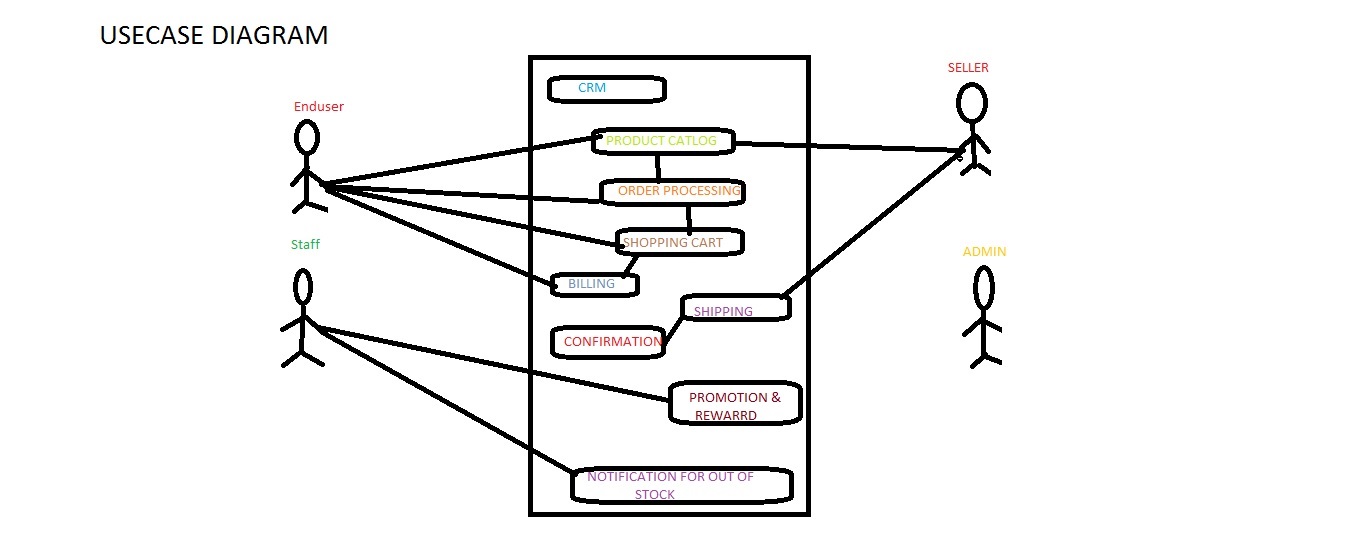 USECASE DIAGRAM
SELLER
CRM
Enduser
PRODUCT CATLOG
ORDER PROCESSING
SHOPPING CART
Staff
ADMIN
BILLING
SHIPPING
CONFIRMATION
PROMOTION &
REWARRD
NOTIFICATION FOR OUT OF
STOCK